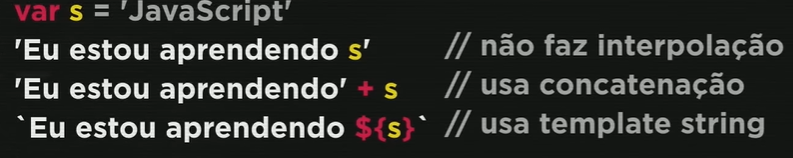 var s = 'JavaScript'
'Eu estou aprendendo s' // não faz interpolação
'Eu estou aprendendo' + s // usa concatenação
`Eu estou aprendendo ${s}` // usa template string